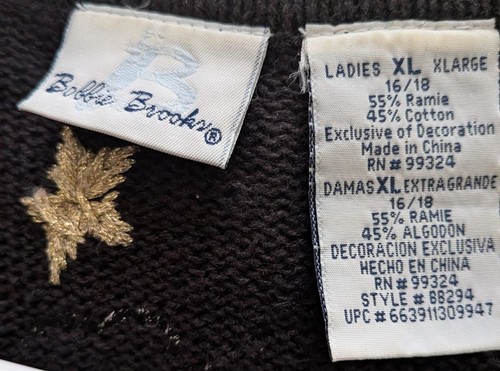 B
Bobbie Brooks®
LADIES XL XLARGE
16/18
55% Ramie
45% Cotton
Exclusive of Decoration
Made in China
RN # 99324
DAMAS XL EXTRAGRANDE
16/18
55% RAMIE
45% ALGODON
DECORACION EXCLUSIVA
HECHO EN CHINA
RN # 99324
STYLE # 88294
UPC # 663911309947